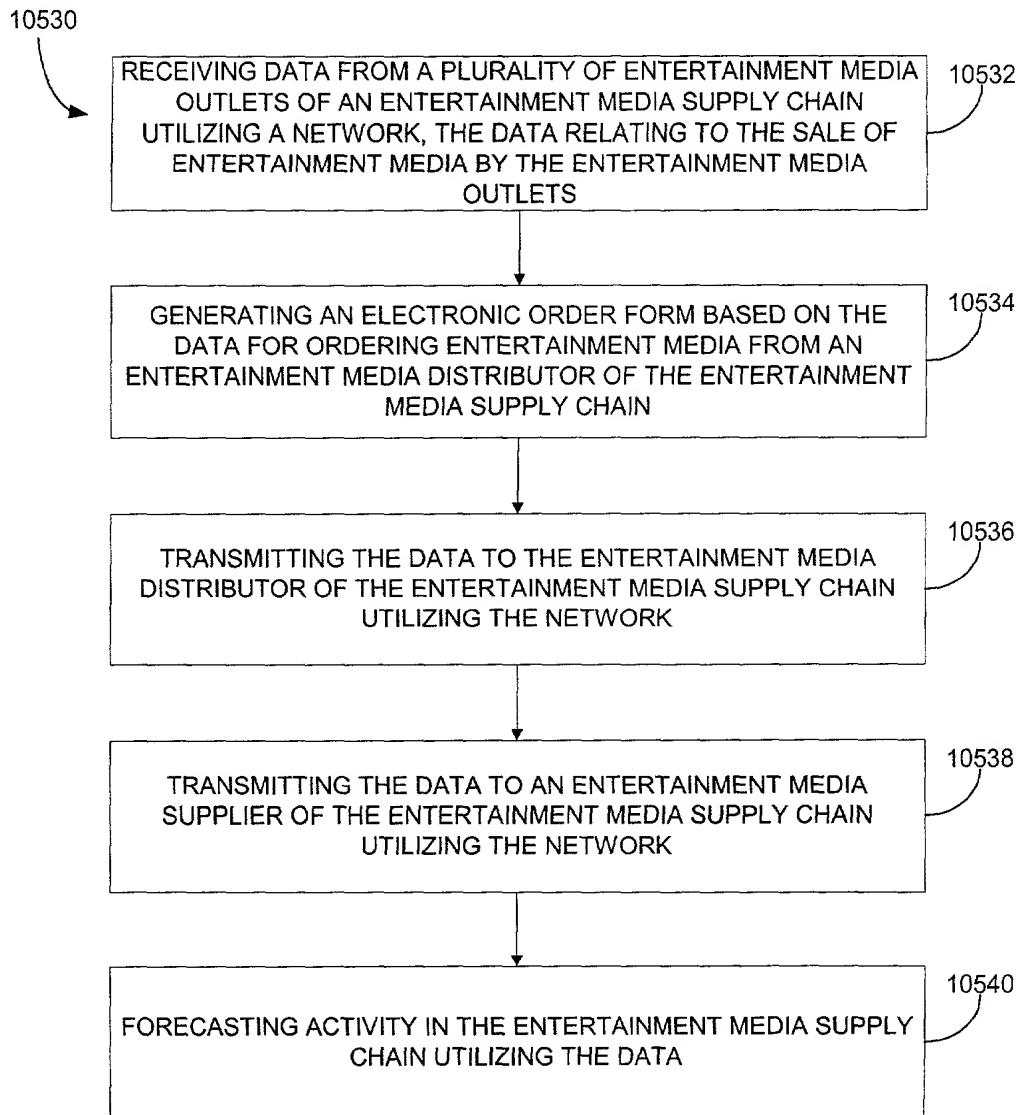 10530
RECEIVING DATA FROM A PLURALITY OF ENTERTAINMENT MEDIA
OUTLETS OF AN ENTERTAINMENT MEDIA SUPPLY CHAIN
UTILIZING A NETWORK, THE DATA RELATING TO THE SALE OF
ENTERTAINMENT MEDIA BY THE ENTERTAINMENT MEDIA
OUTLETS
10532
GENERATING AN ELECTRONIC ORDER FORM BASED ON THE
DATA FOR ORDERING ENTERTAINMENT MEDIA FROM AN
ENTERTAINMENT MEDIA DISTRIBUTOR OF THE ENTERTAINMENT
MEDIA SUPPLY CHAIN
10534
TRANSMITTING THE DATA TO THE ENTERTAINMENT MEDIA
DISTRIBUTOR OF THE ENTERTAINMENT MEDIA SUPPLY CHAIN
UTILIZING THE NETWORK
10536
TRANSMITTING THE DATA TO AN ENTERTAINMENT MEDIA
SUPPLIER OF THE ENTERTAINMENT MEDIA SUPPLY CHAIN
UTILIZING THE NETWORK
10538
FORECASTING ACTIVITY IN THE ENTERTAINMENT MEDIA SUPPLY
CHAIN UTILIZING THE DATA
10540